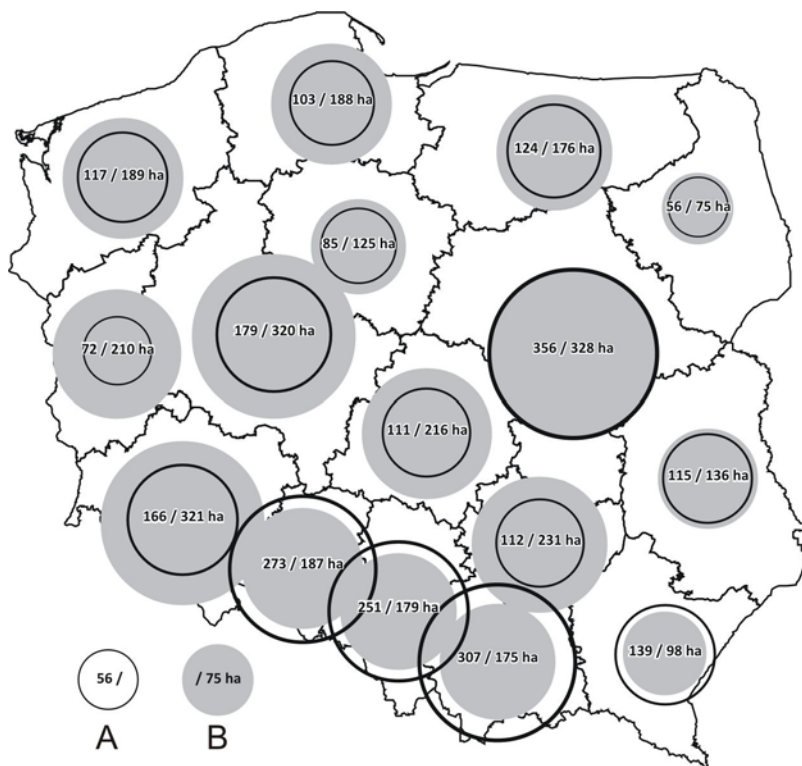 103 / 188 ha
124 / 176 ha
117 / 189 ha
56 / 75 ha
85 / 125 ha
179 / 320 ha
72 / 210 ha
356 / 328 ha
111 / 216 ha
115 / 136 ha
166 / 321 ha
112 / 231 ha
273 / 187 ha
251 / 179 ha
307 / 175 ha
139 / 98 ha
56 /
/ 75 ha
A
B